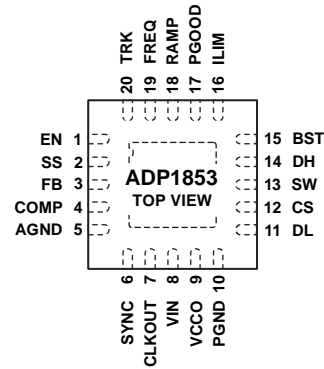 20 TRK
19 FREQ
18 RAMP
17 PGOOD
16 ILIM
EN 1
SS 2
FB 3
COMP 4
AGND 5
ADP1853
TOP VIEW
15 BST
14 DH
13 SW
12 CS
11 DL
SYNC 6
CLKOUT 7
VIN 8
VCCO 9
PGND 10